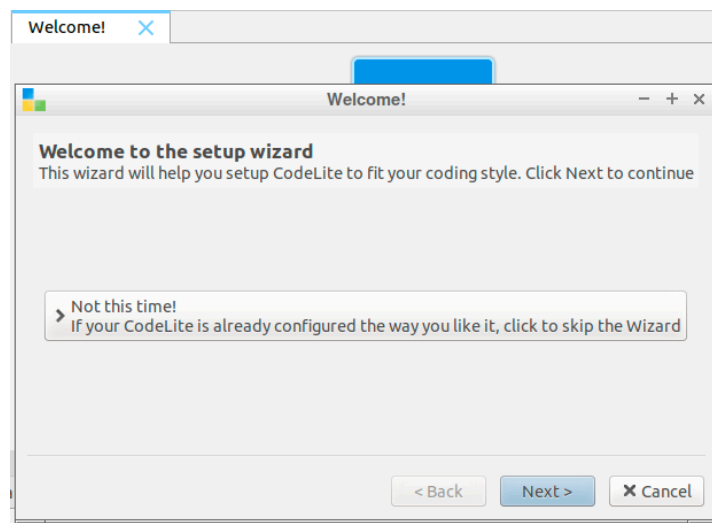 Welcome!
Welcome!
Welcome to the setup wizard
This wizard will help you setup CodeLite to fit your coding style. Click Next to continue
Not this time!
If your CodeLite is already configured the way you like it, click to skip the Wizard
< Back Next > Cancel